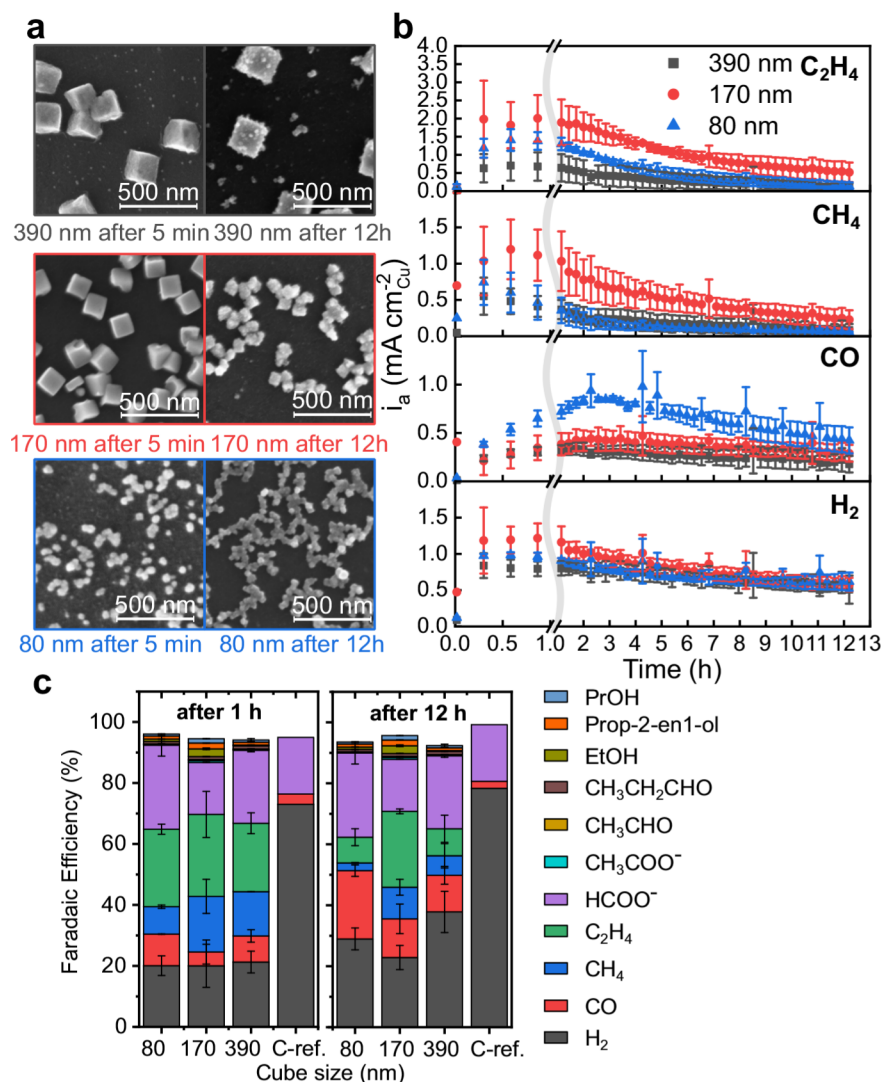 a
500 nm
500 nm
390 nm after 5 min
390 nm after 12h
500 nm
500 nm
170 nm after 5 min
170 nm after 12h
500 nm
500 nm
80 nm after 5 min
80 nm after 12h
b
4.0
3.5
3.0
2.5
2.0
1.5
1.0
0.5
0.0
390 nm
170 nm
80 nm
C₂H₄
1.5
1.0
0.5
0.0
CH₄
1.0
0.5
0.0
CO
1.5
1.0
0.5
0.0
H₂
iₐ (mA cm⁻²Cu)
0.0 0.5 1.0 2 3 4 5 6 7 8 9 10 11 12 13
Time (h)
c
after 1 h
after 12 h
100
80
60
40
20
0
Faradaic Efficiency (%)
80 170 390 C-ref.
80 170 390 C-ref.
Cube size (nm)
PrOH
Prop-2-en1-ol
EtOH
CH₃CH₂CHO
CH₃CHO
CH₃COO⁻
HCOO⁻
C₂H₄
CH₄
CO
H₂